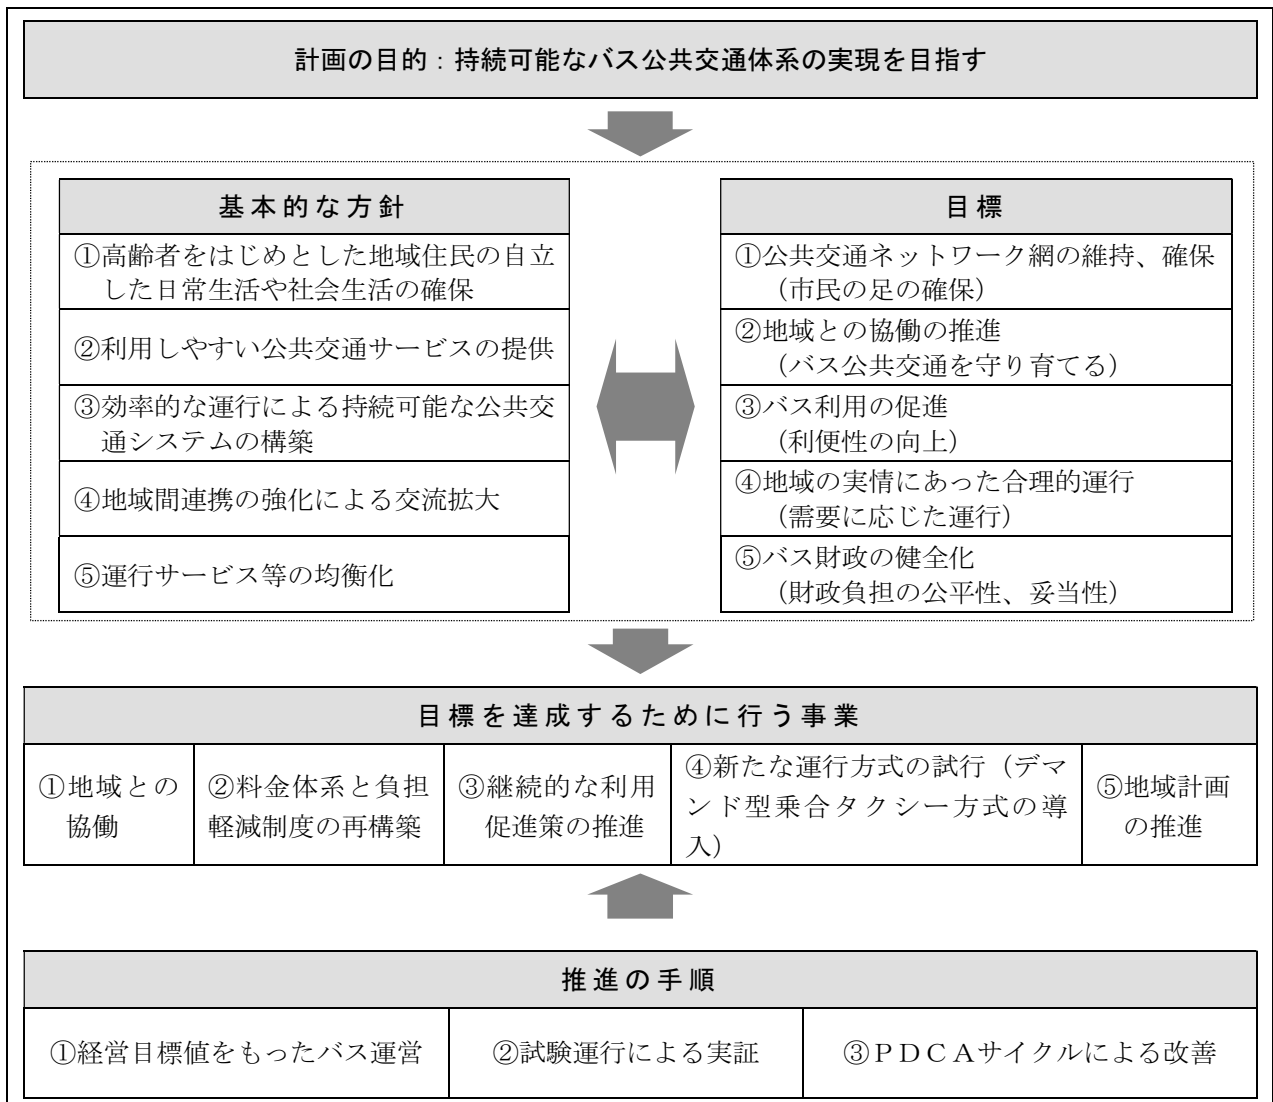 計画の目的：持続可能なバス公共交通体系の実現を目指す
基本的な方針
①高齢者をはじめとした地域住民の自立
した日常生活や社会生活の確保
②利用しやすい公共交通サービスの提供
③効率的な運行による持続可能な公共交
通システムの構築
④地域間連携の強化による交流拡大
⑤運行サービス等の均衡化
目標
①公共交通ネットワーク網の維持、確保
（市民の足の確保）
②地域との協働の推進
（バス公共交通を守り育てる）
③バス利用の促進
（利便性の向上）
④地域の実情にあった合理的運行
（需要に応じた運行）
⑤バス財政の健全化
（財政負担の公平性、妥当性）
目標を達成するために行う事業
①地域との
協働
②料金体系と負担
軽減制度の再構築
③継続的な利用
促進策の推進
④新たな運行方式の試行（デマ
ンド型乗合タクシー方式の導
入）
⑤地域計画
の推進
推進の手順
①経営目標値をもったバス運営
②試験運行による実証
③ＰＤＣＡサイクルによる改善